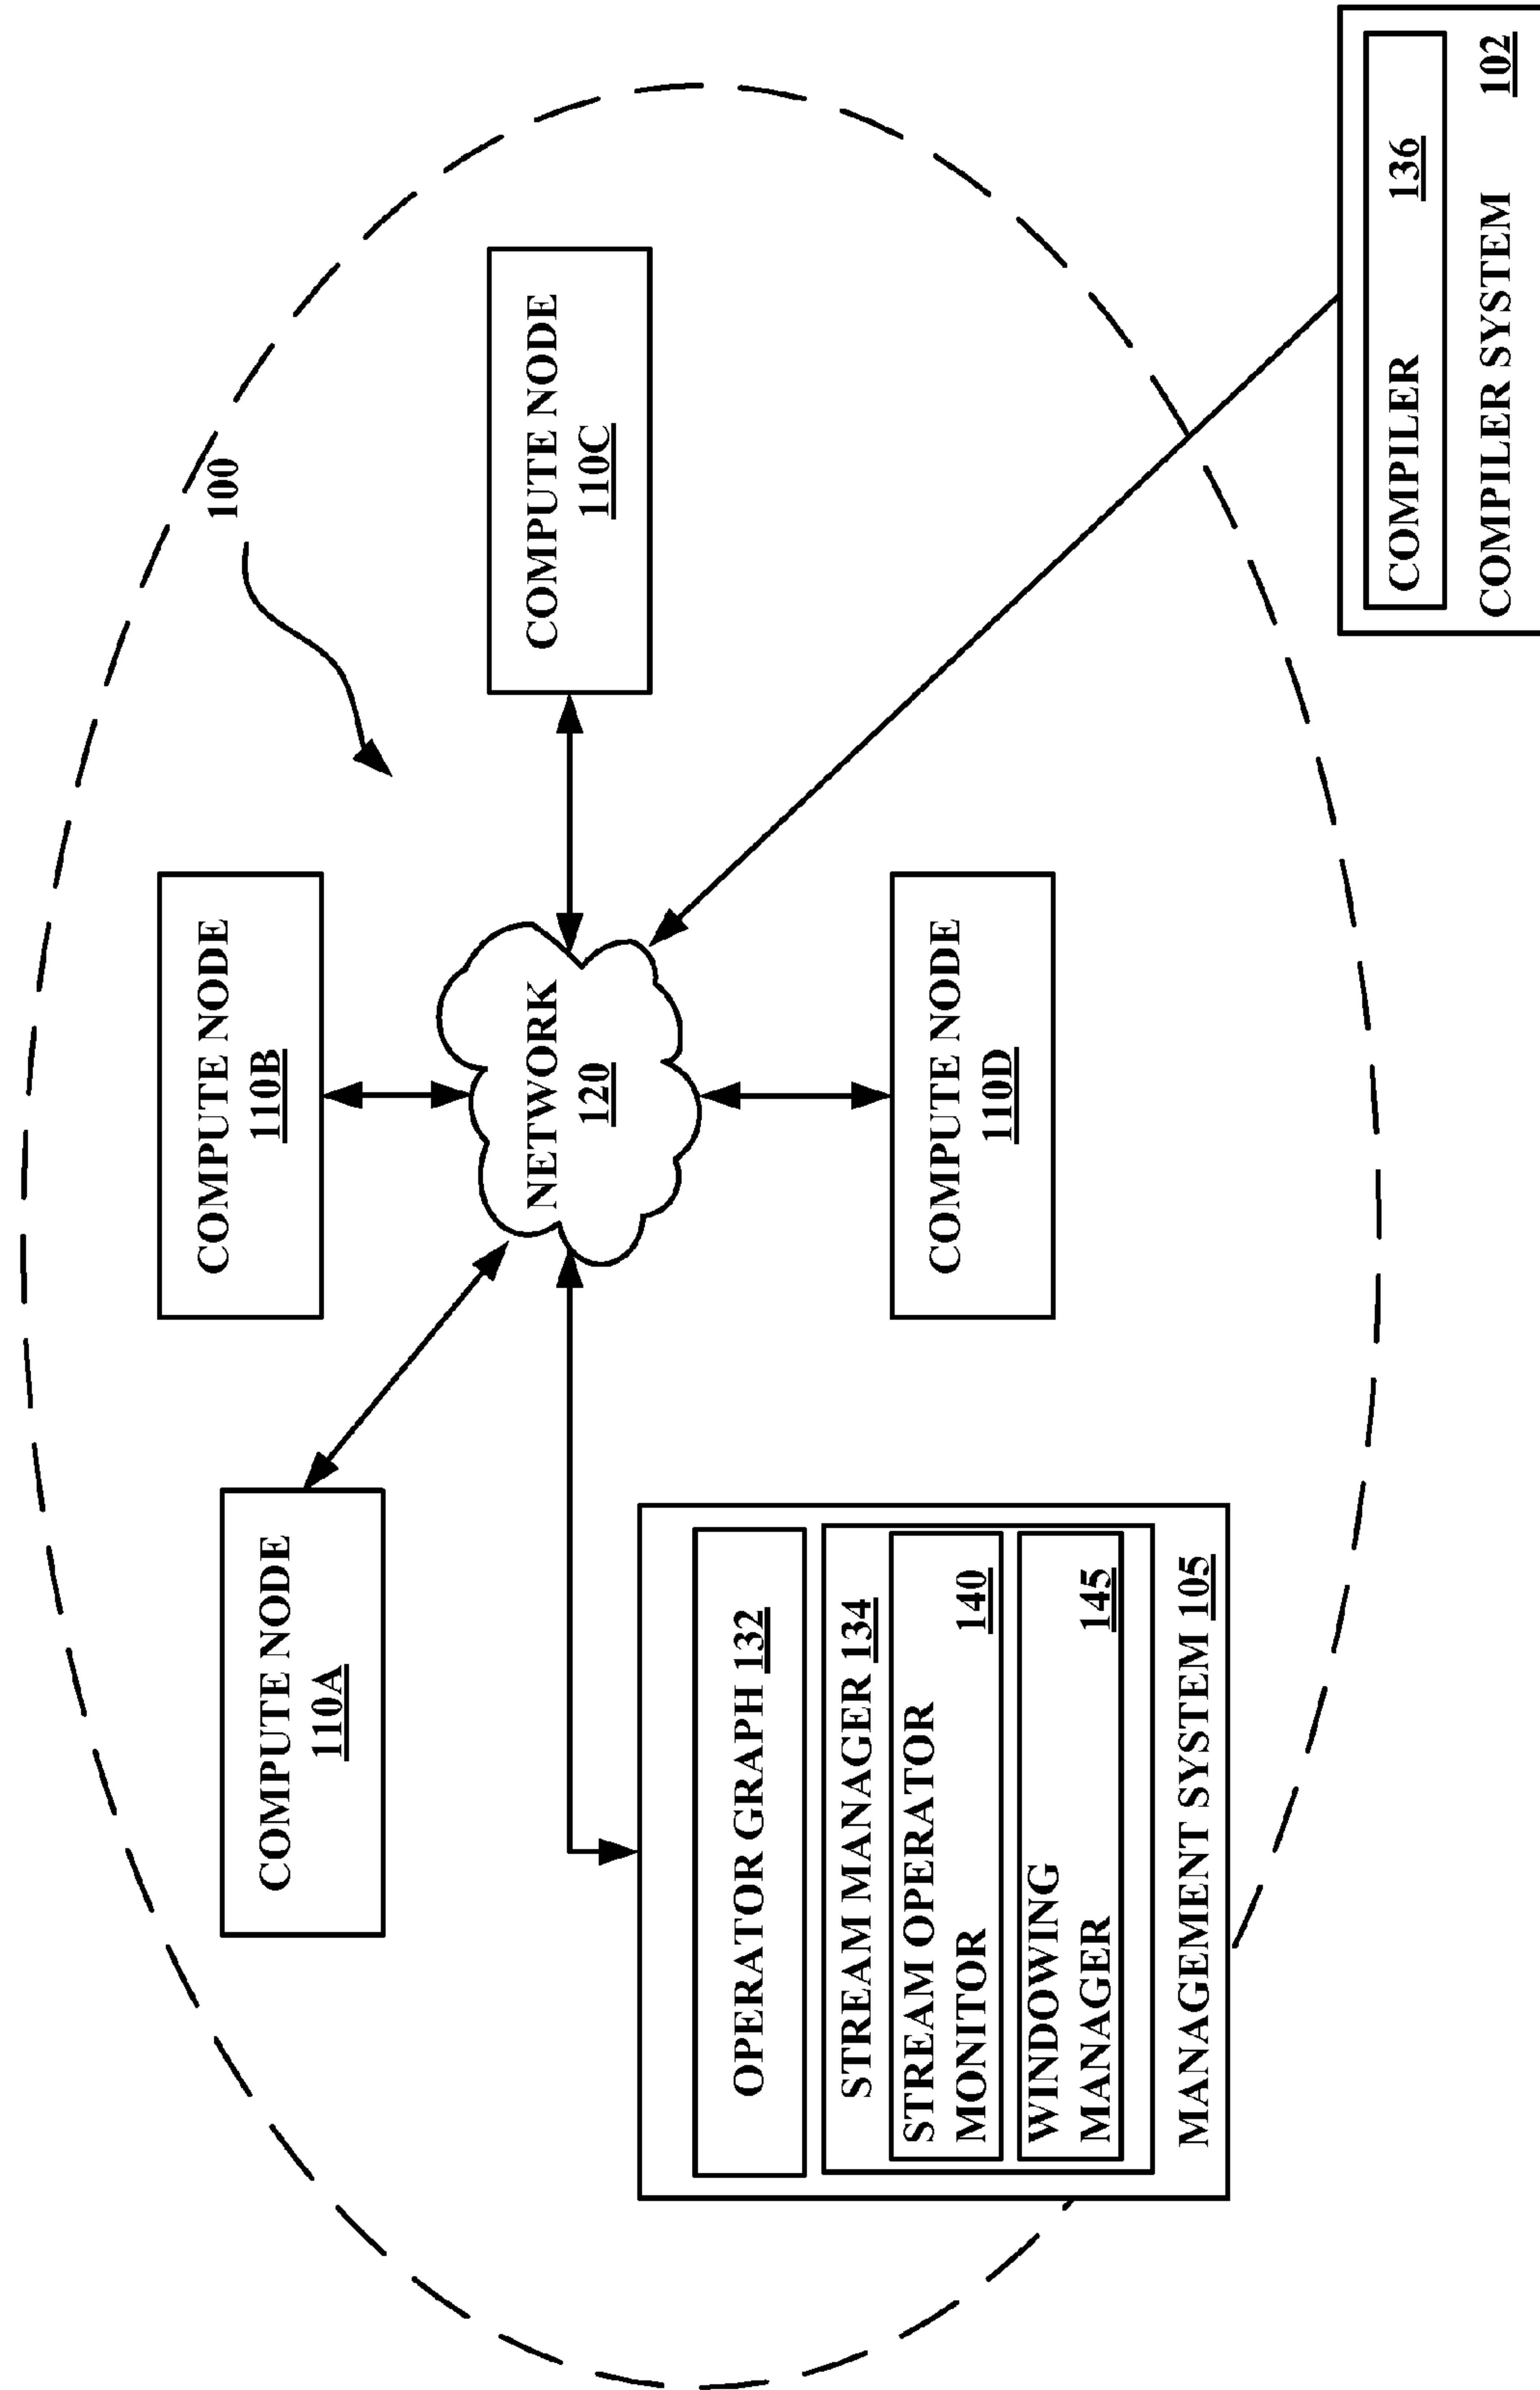 100
COMPUTE NODE
110B
COMPUTE NODE
110A
COMPUTE NODE
110C
NETWORK
120
OPERATOR GRAPH 132
STREAM MANAGER 134
STREAM OPERATOR
MONITOR 140
WINDOWING
MANAGER 145
MANAGEMENT SYSTEM 105
COMPUTE NODE
110D
COMPILER 136
COMPILER SYSTEM 102